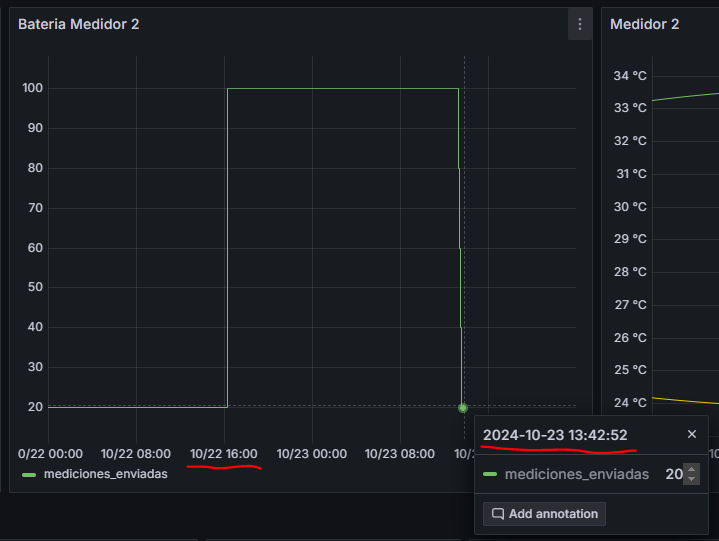 Bateria Medidor 2
100
90
80
70
60
50
40
30
20
0/22 00:00 10/22 08:00 10/22 16:00 10/23 00:00 10/23 08:00 10/2
mediciones_enviadas
Medidor 2
34 °C
33 °C
32 °C
31 °C
30 °C
29 °C
28 °C
27 °C
26 °C
25 °C
24 °C
2024-10-23 13:42:52
mediciones_enviadas 20
Add annotation